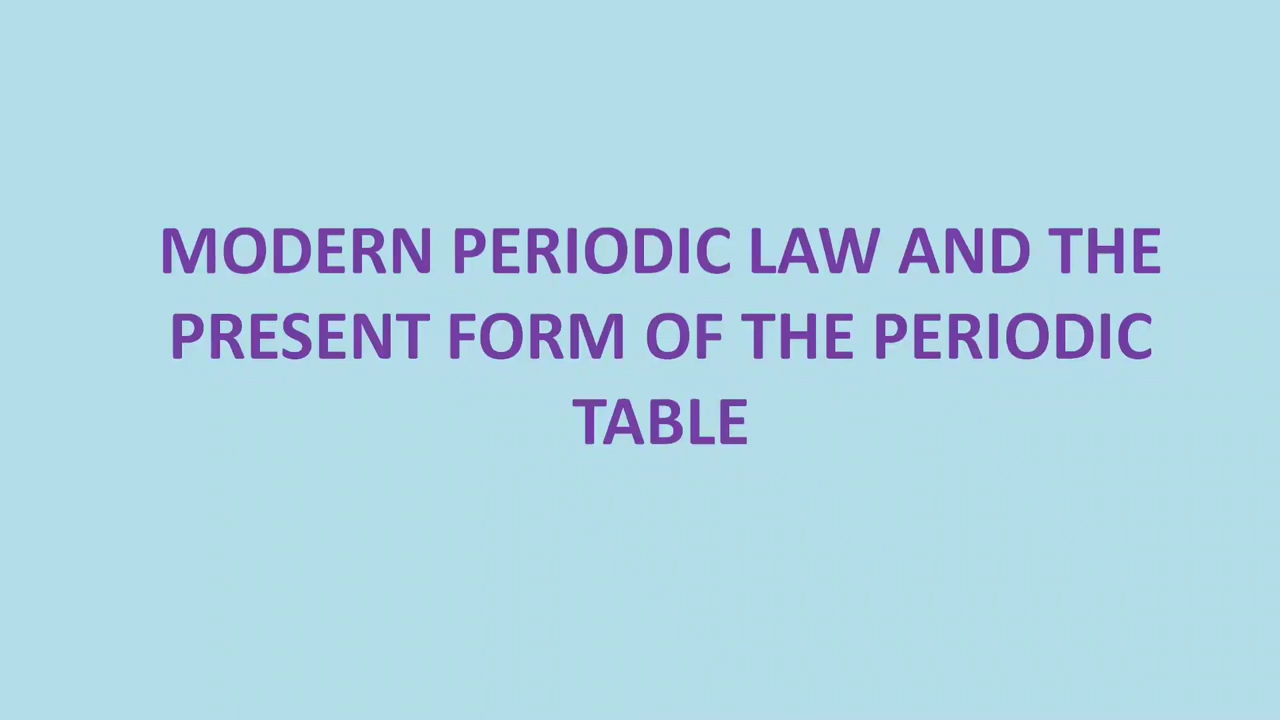 MODERN PERIODIC LAW AND THE
PRESENT FORM OF THE PERIODIC
TABLE